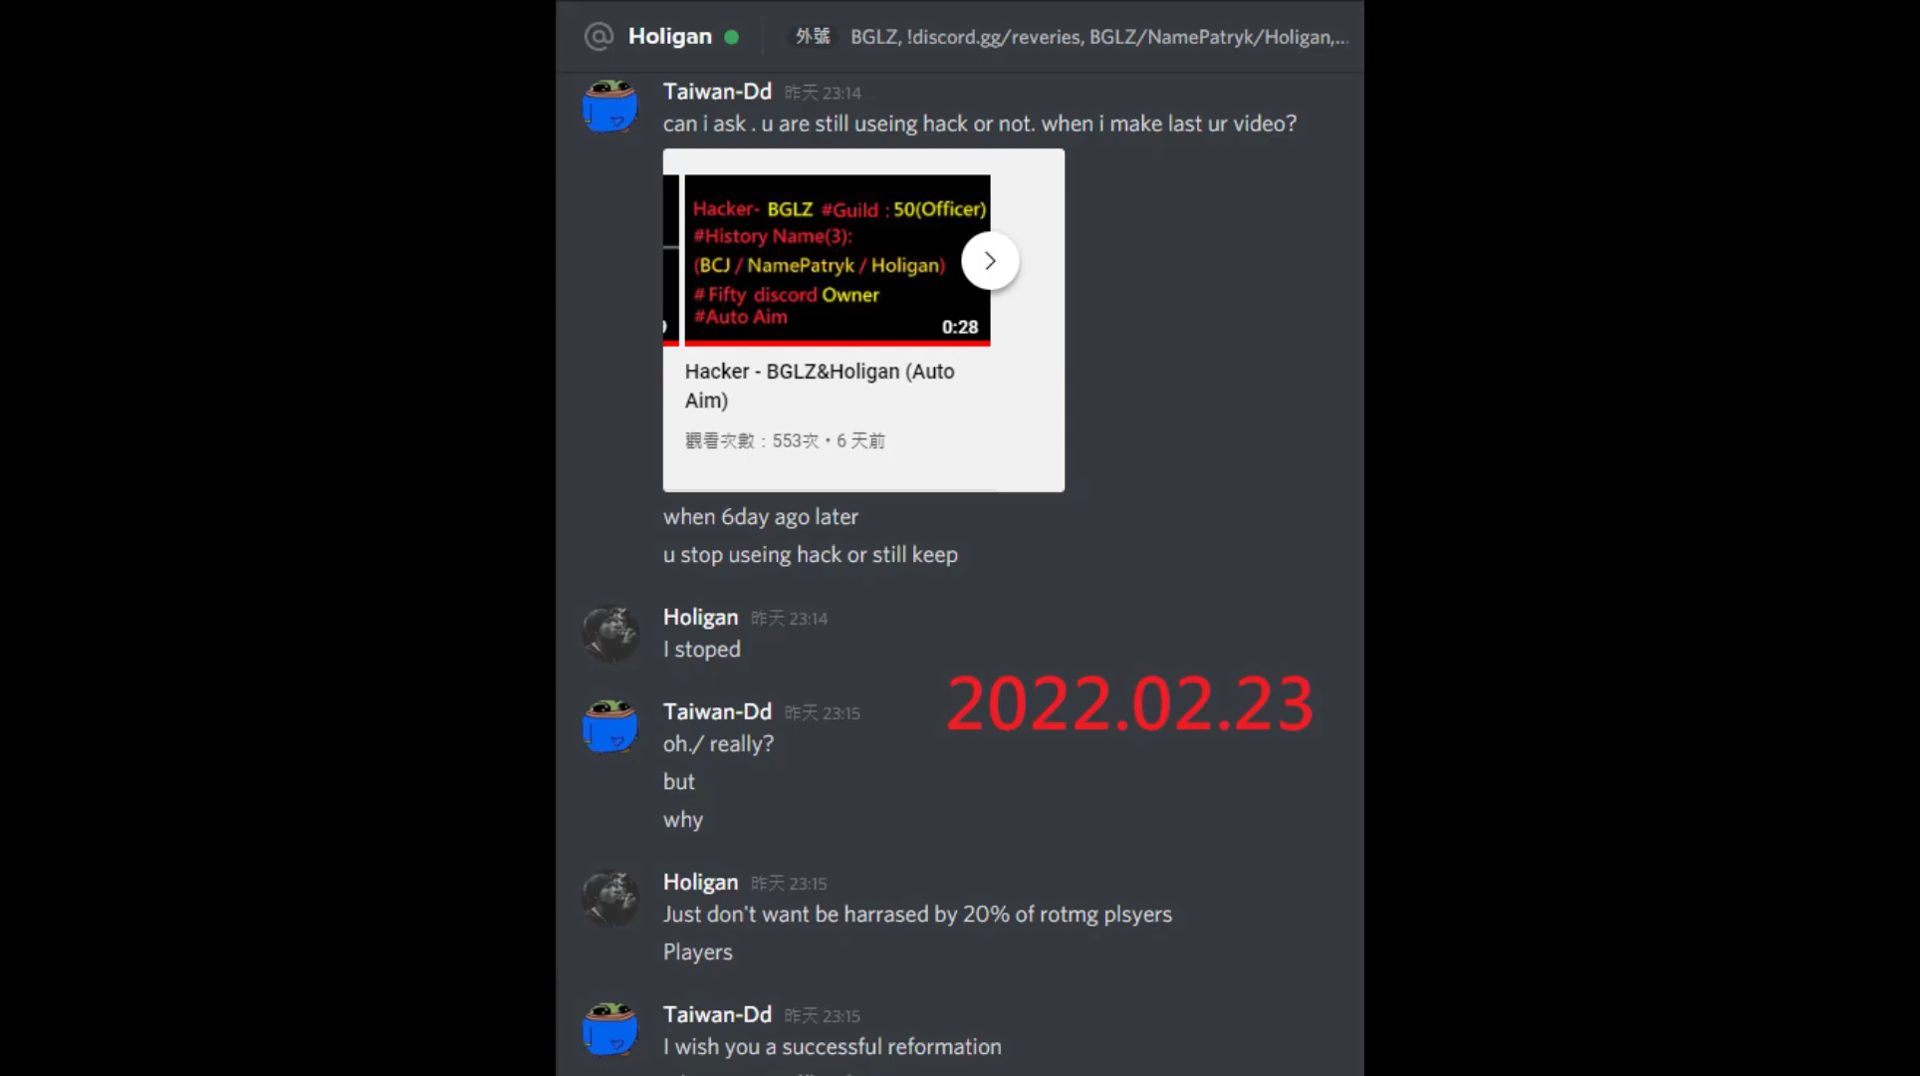 @ Holigan 外號 BGLZ, !discord.gg/reveries, BGLZ/NamePatryk/Holigan,...
Taiwan-Dd 昨天 23:14
can i ask . u are still useing hack or not. when i make last ur video?
Hacker- BGLZ #Guild : 50(Officer)
#History Name(3):
(BCJ / NamePatryk / Holigan)
# Fifty discord Owner
#Auto Aim
0:28
Hacker - BGLZ&Holigan (Auto
Aim)
觀看次數：553次 • 6 天前
when 6day ago later
u stop useing hack or still keep
Holigan 昨天 23:14
I stoped
2022.02.23
Taiwan-Dd 昨天 23:15
oh./ really?
but
why
Holigan 昨天 23:15
Just don't want be harrased by 20% of rotmg plsyers
Players
Taiwan-Dd 昨天 23:15
I wish you a successful reformation